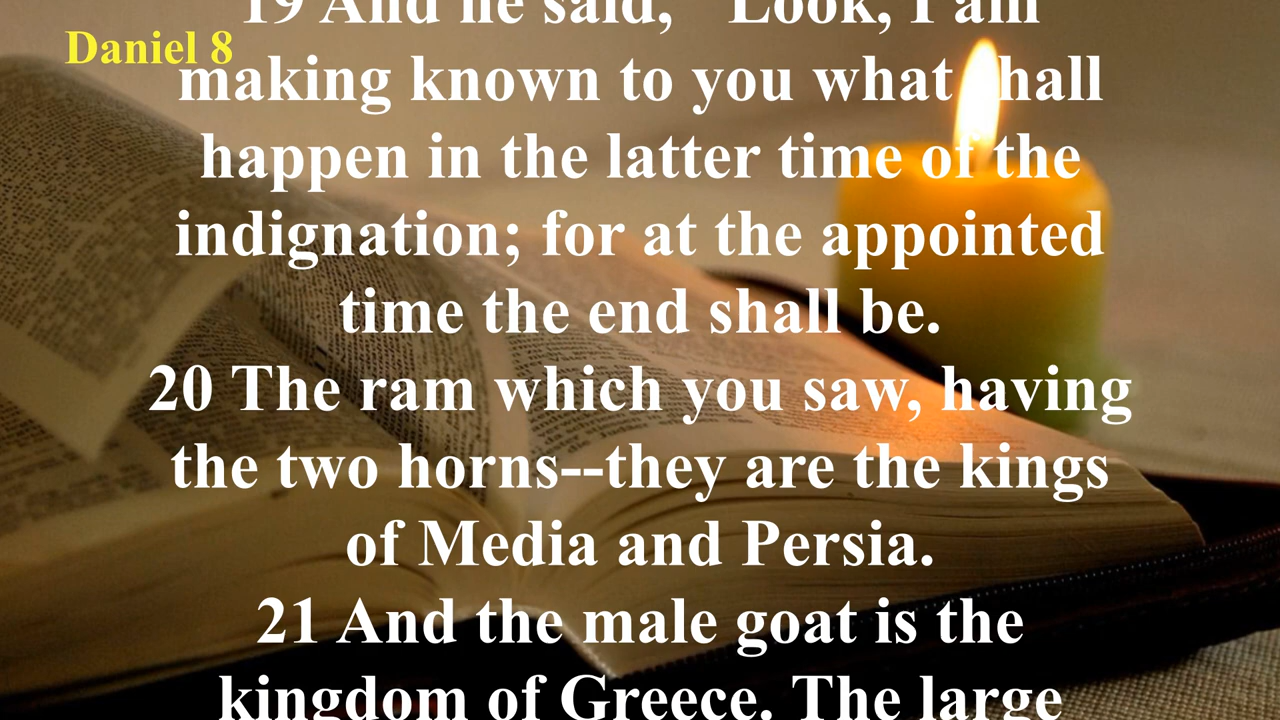 19 And he said, "Look, I am
Daniel 8
making known to you what shall
happen in the latter time of the
indignation; for at the appointed
time the end shall be.
20 The ram which you saw, having
the two horns--they are the kings
of Media and Persia.
21 And the male goat is the
kingdom of Greece. The large